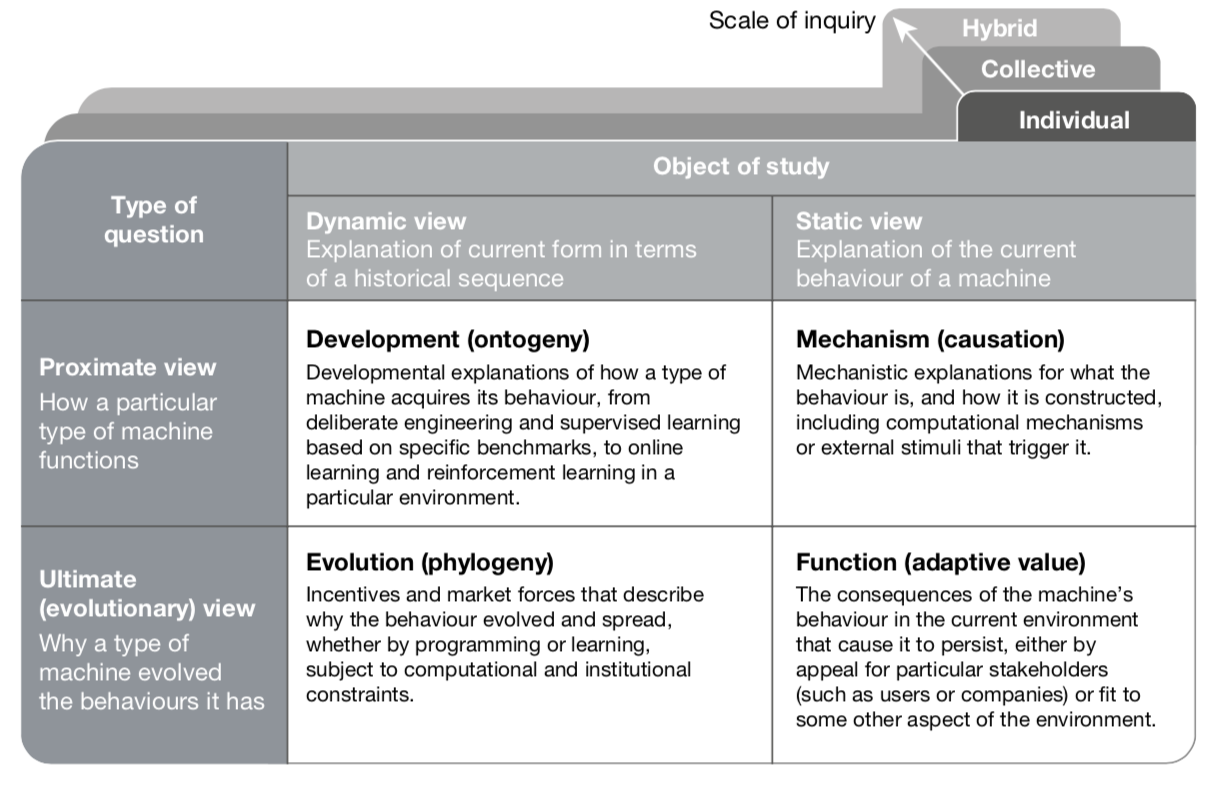 Scale of inquiry
Hybrid
Collective
Individual
Type of
question
Object of study
Dynamic view
Explanation of current form in terms
of a historical sequence
Static view
Explanation of the current
behaviour of a machine
Proximate view
How a particular
type of machine
functions
Development (ontogeny)
Developmental explanations of how a type of
machine acquires its behaviour, from
deliberate engineering and supervised learning
based on specific benchmarks, to online
learning and reinforcement learning in a
particular environment.
Mechanism (causation)
Mechanistic explanations for what the
behaviour is, and how it is constructed,
including computational mechanisms
or external stimuli that trigger it.
Ultimate
(evolutionary) view
Why a type of
machine evolved
the behaviours it has
Evolution (phylogeny)
Incentives and market forces that describe
why the behaviour evolved and spread,
whether by programming or learning,
subject to computational and institutional
constraints.
Function (adaptive value)
The consequences of the machine’s
behaviour in the current environment
that cause it to persist, either by
appeal for particular stakeholders
(such as users or companies) or fit to
some other aspect of the environment.